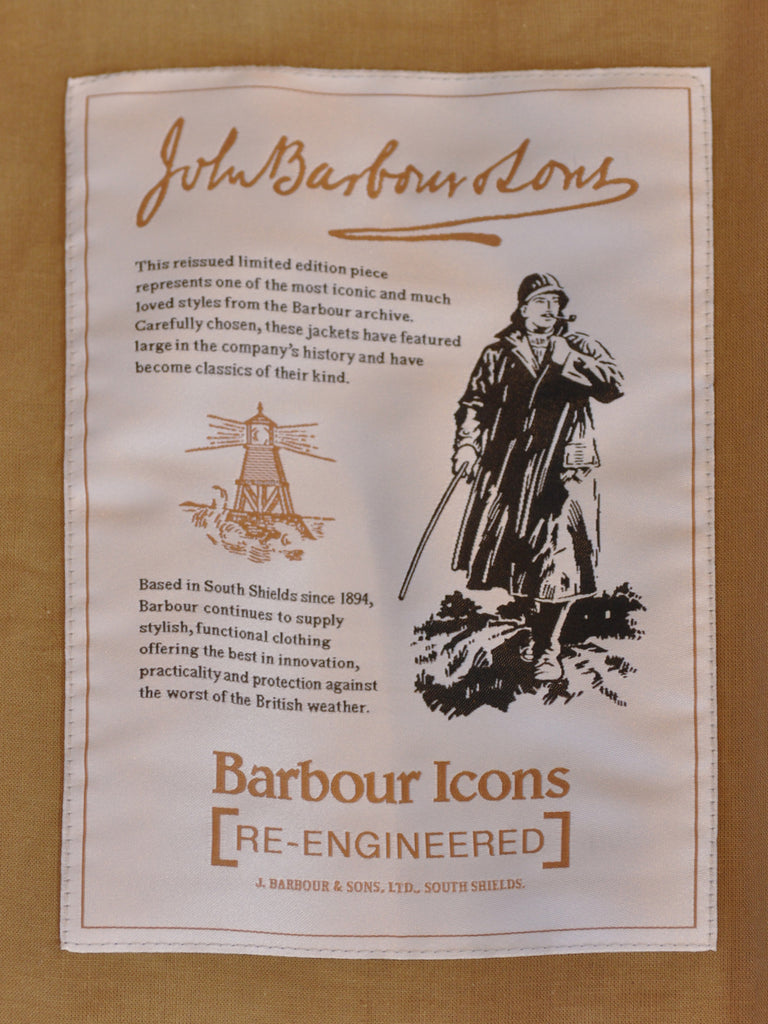 John Barbour & Sons
This reissued limited edition piece
represents one of the most iconic and much
loved styles from the Barbour archive.
Carefully chosen, these jackets have featured
large in the company's history and have
become classics of their kind.
Based in South Shields since 1894,
Barbour continues to supply
stylish, functional clothing
offering the best in innovation,
practicality and protection against
the worst of the British weather.
Barbour Icons
[RE-ENGINEERED]
J. BARBOUR & SONS, LTD., SOUTH SHIELDS.